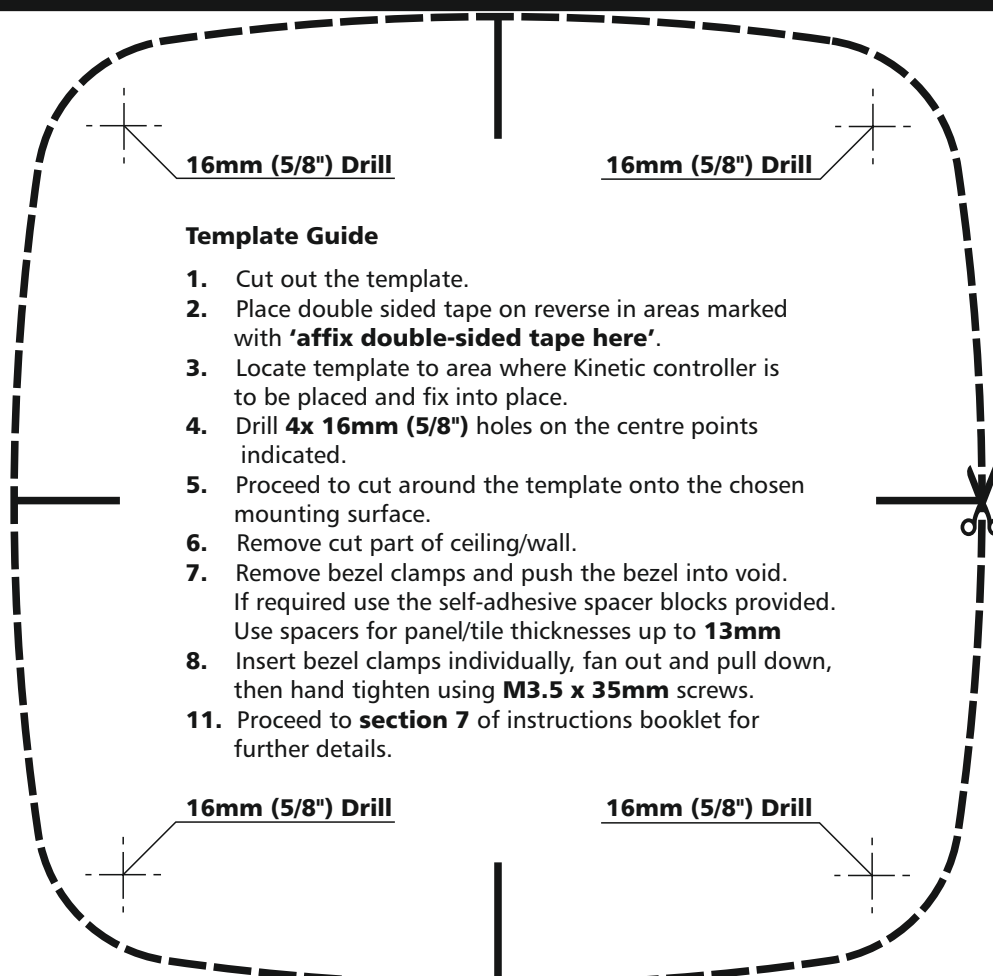 16mm (5/8") Drill
16mm (5/8") Drill
Template Guide
1. Cut out the template.
2. Place double sided tape on reverse in areas marked
with ‘affix double-sided tape here’.
3. Locate template to area where Kinetic controller is
to be placed and fix into place.
4. Drill 4x 16mm (5/8") holes on the centre points
indicated.
5. Proceed to cut around the template onto the chosen
mounting surface.
6. Remove cut part of ceiling/wall.
7. Remove bezel clamps and push the bezel into void.
If required use the self-adhesive spacer blocks provided.
Use spacers for panel/tile thicknesses up to 13mm
8. Insert bezel clamps individually, fan out and pull down,
then hand tighten using M3.5 x 35mm screws.
11. Proceed to section 7 of instructions booklet for
further details.
16mm (5/8") Drill
16mm (5/8") Drill